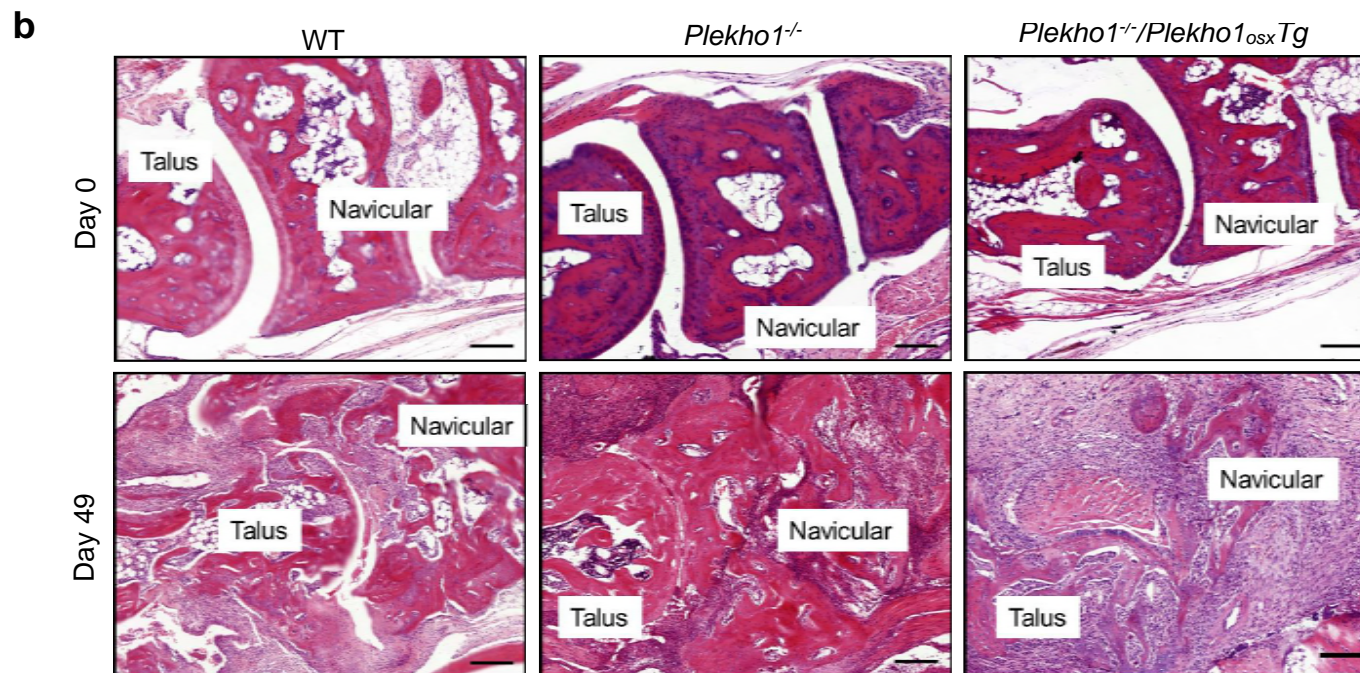 b
WT
Plekho1-/-
Plekho1-/-/Plekho1osxTg
Day 0
Talus
Navicular
Talus
Navicular
Talus
Navicular
Day 49
Talus
Navicular
Talus
Navicular
Talus
Navicular